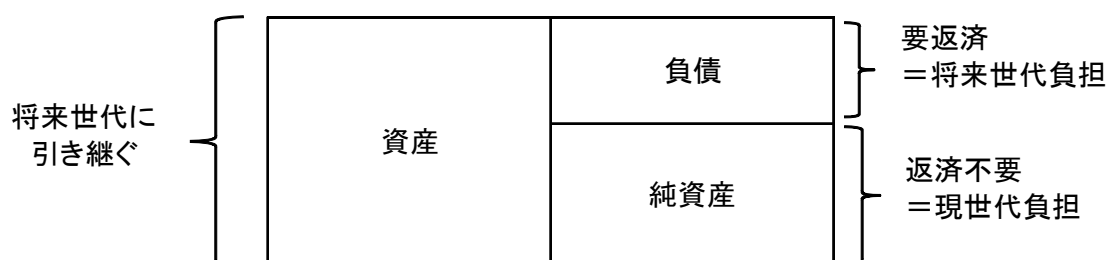 将来世代に
引き継ぐ
資産
負債
純資産
要返済
＝将来世代負担
返済不要
＝現世代負担